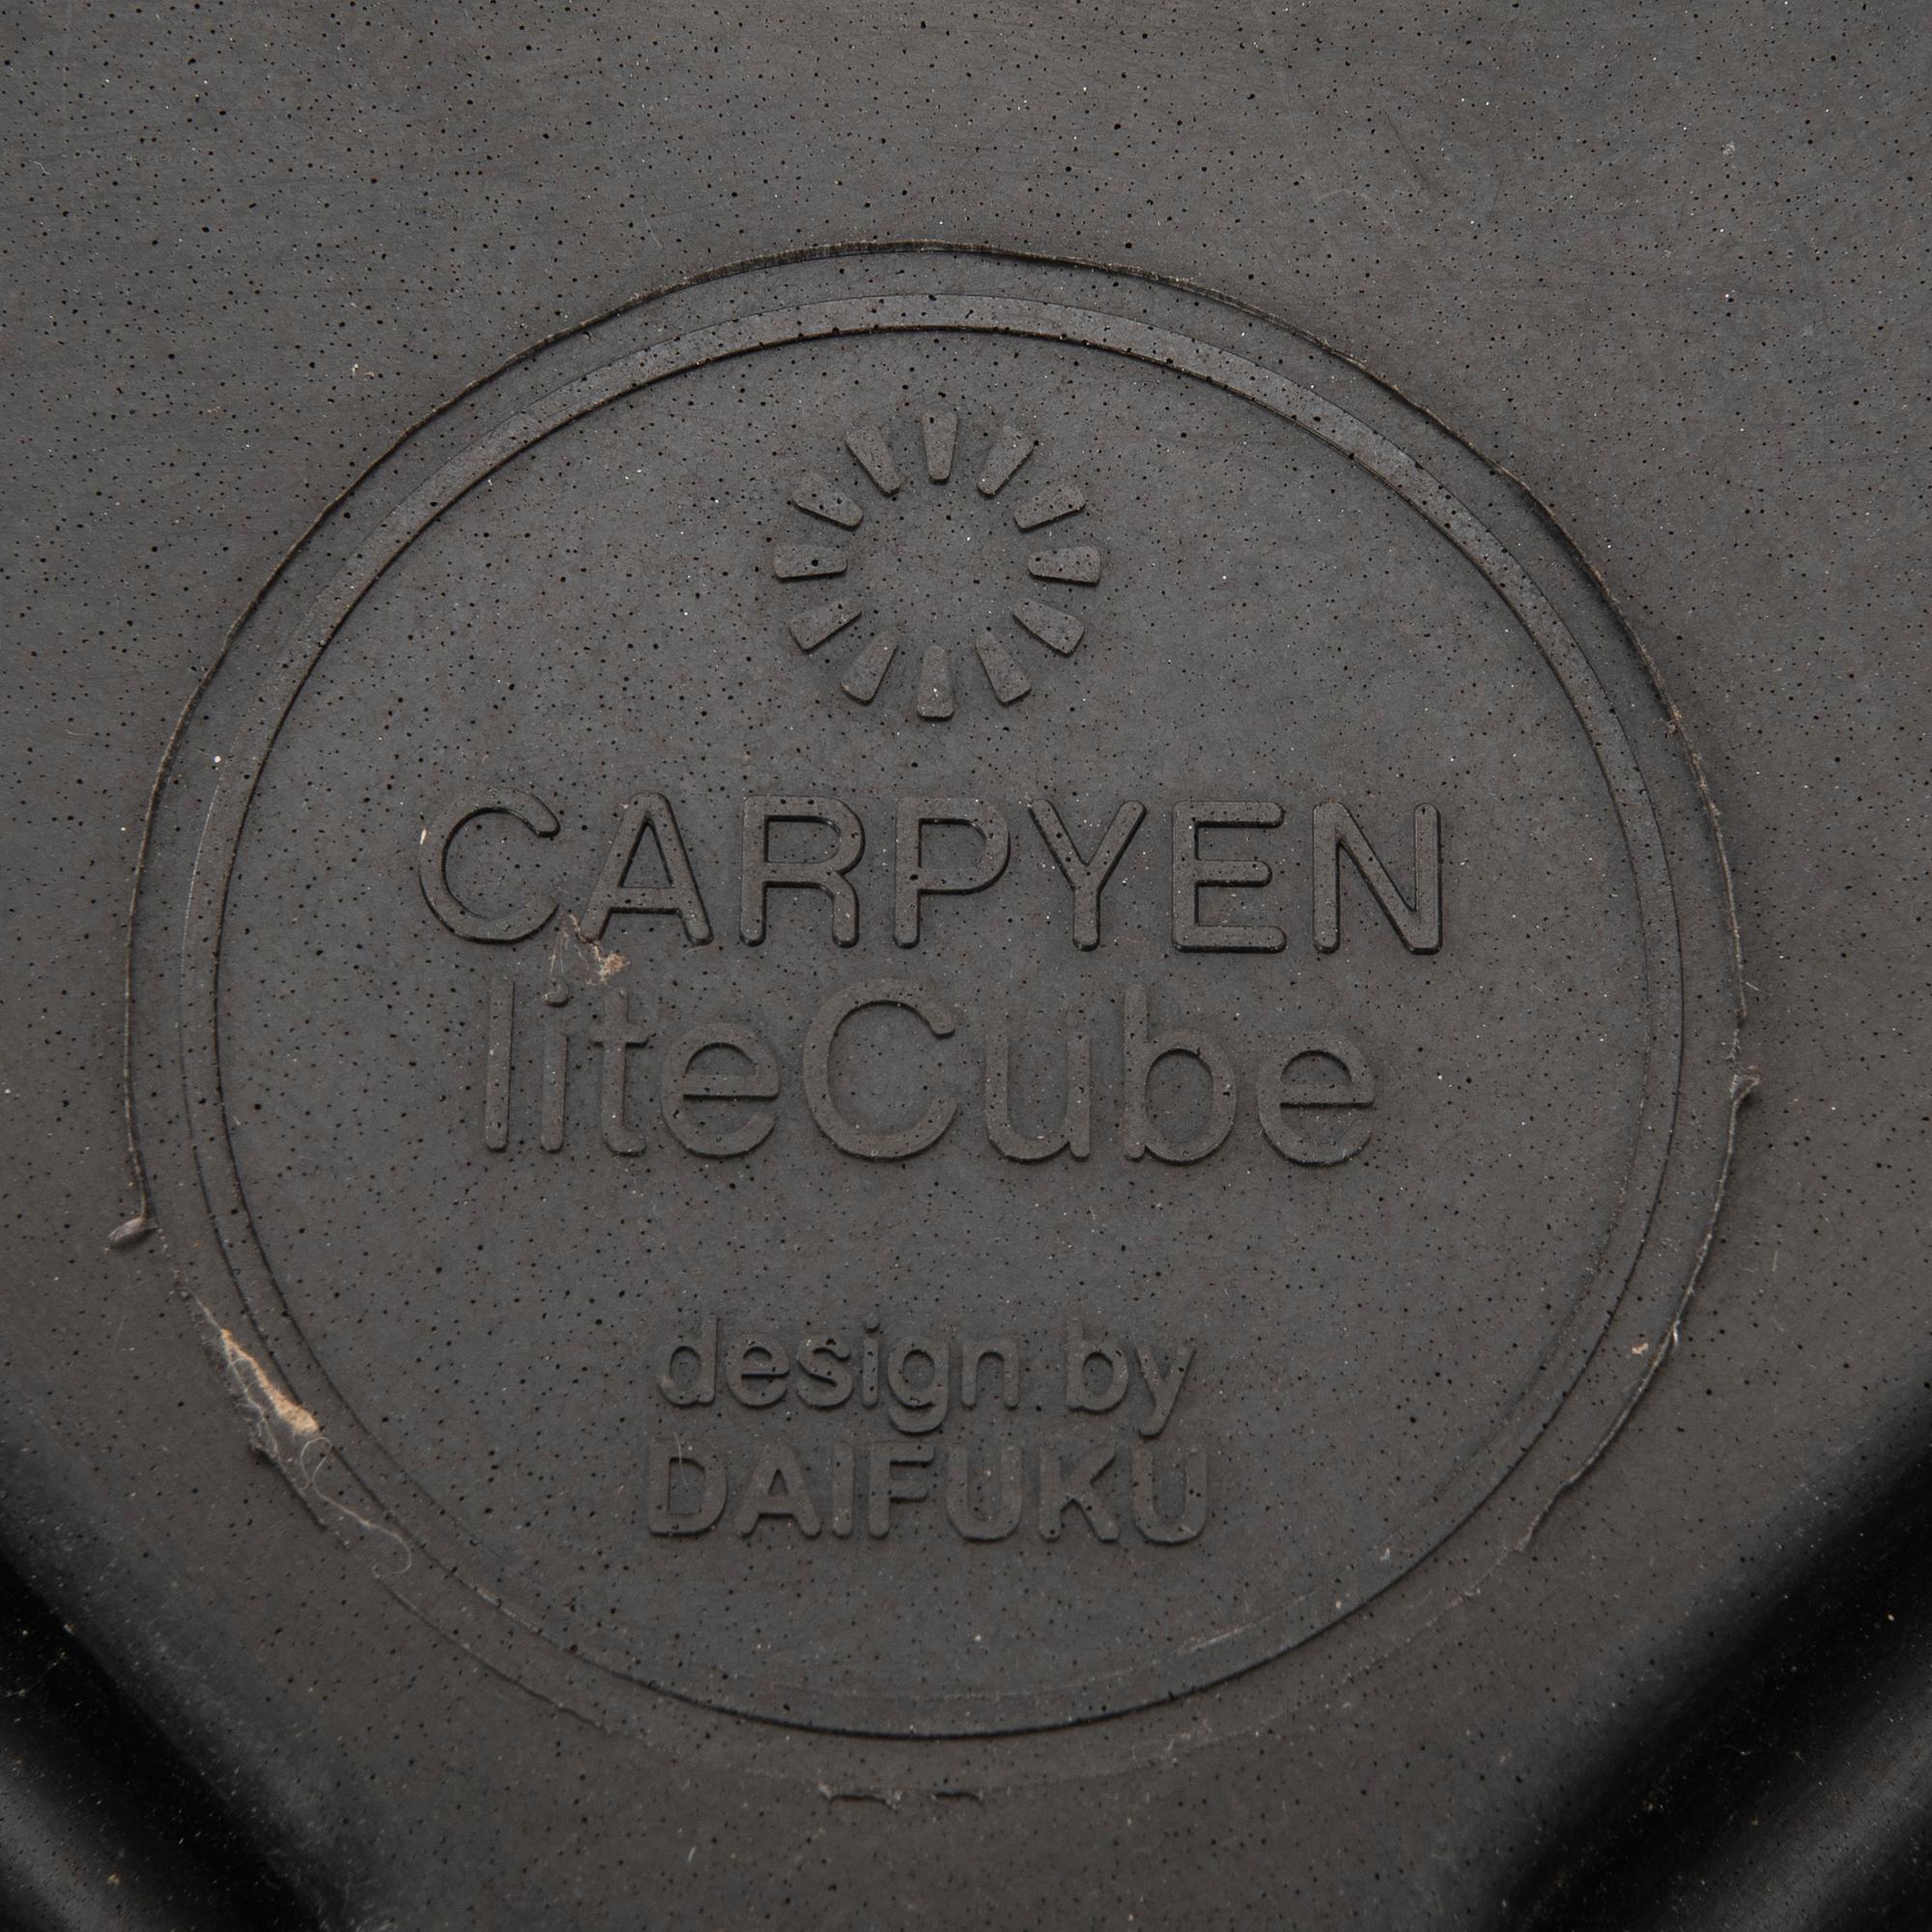 CARPYEN
liteCube
design by
DAIFUKU